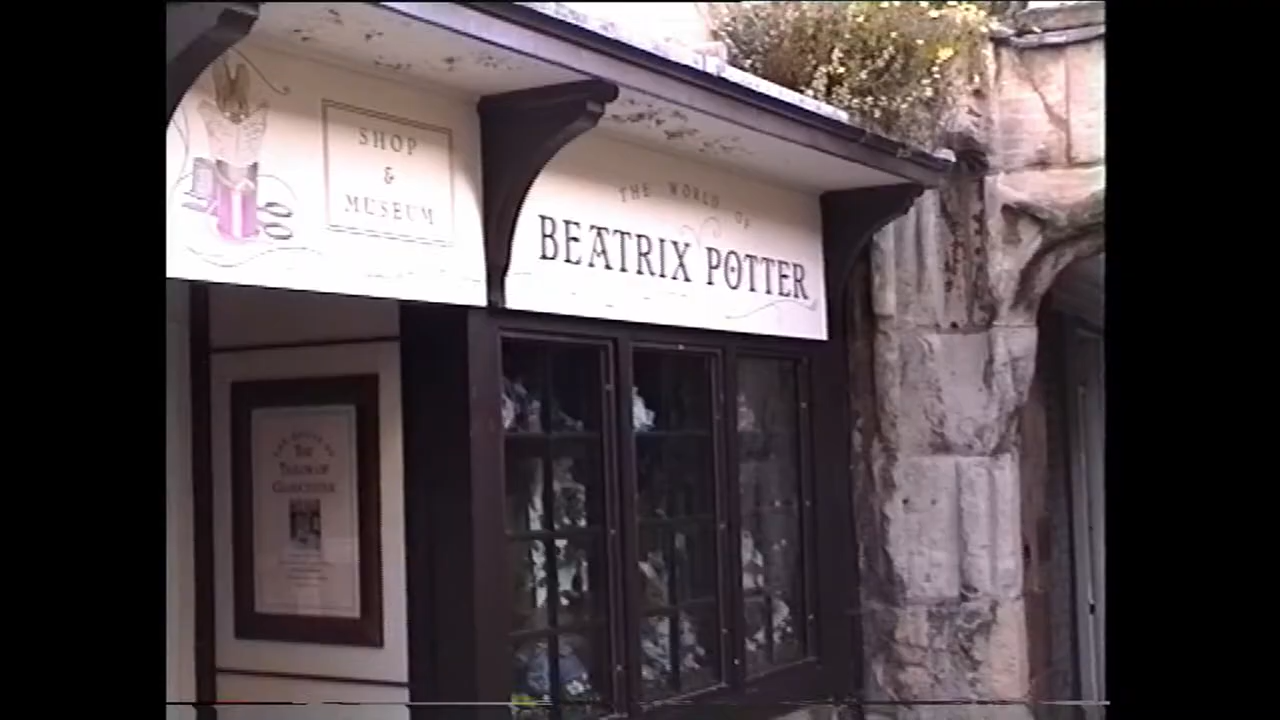 SHOP
&
MUSEUM
THE WORLD OF
BEATRIX POTTER
THE
TAILOR OF
GLOUCESTER